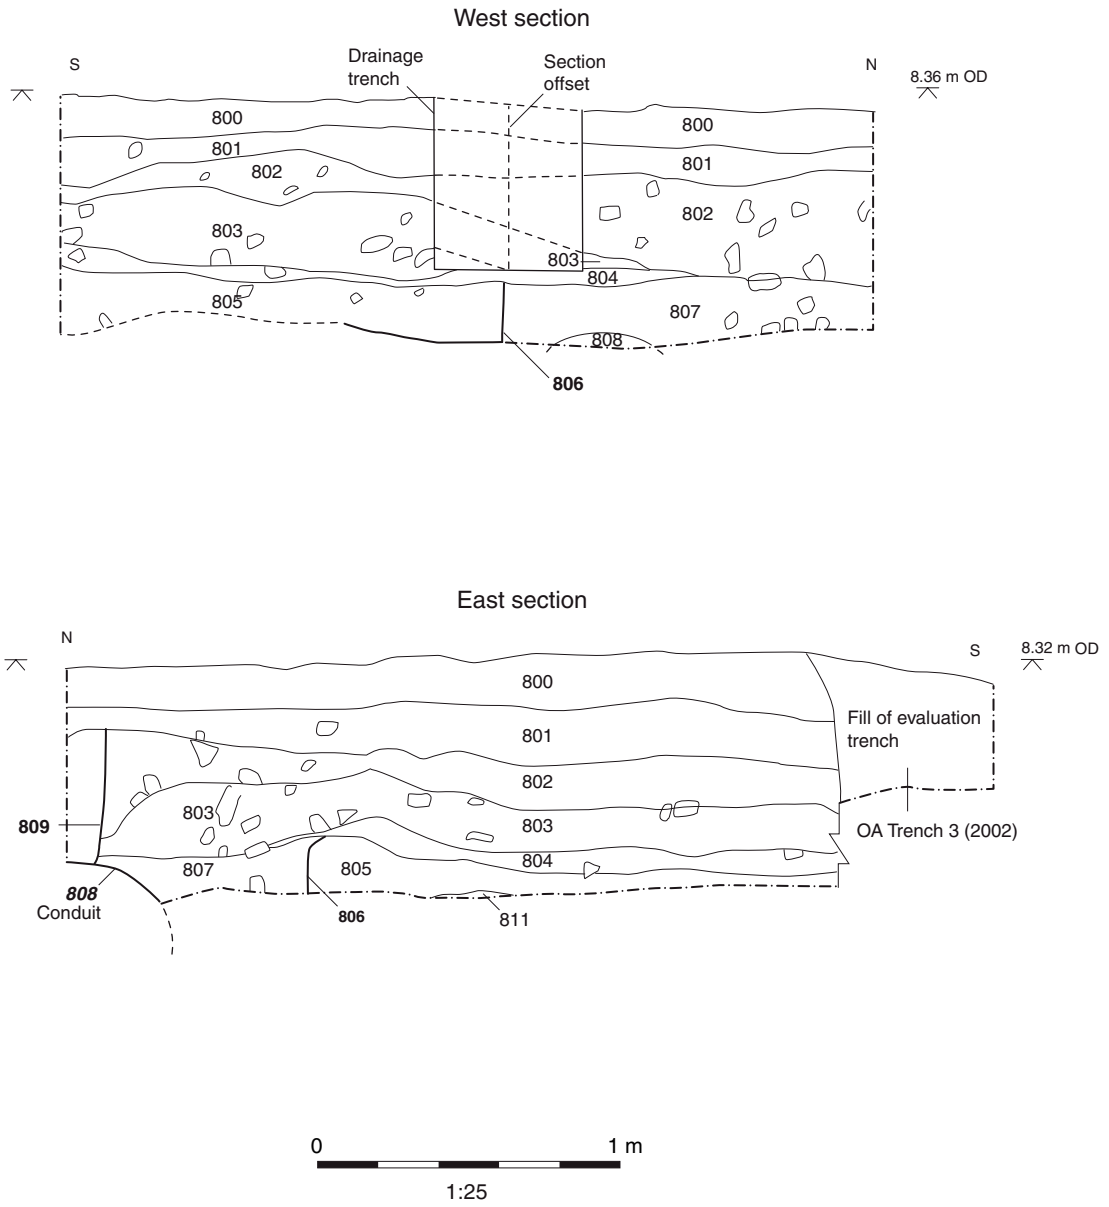 West section
S
Drainage
trench
Section
offset
N
8.36 m OD
800
800
801
801
802
802
803
803
804
805
807
808
806
East section
N
S
8.32 m OD
800
Fill of evaluation
trench
801
802
803
803
809
OA Trench 3 (2002)
804
807
805
808
Conduit
806
811
0
1 m
1:25